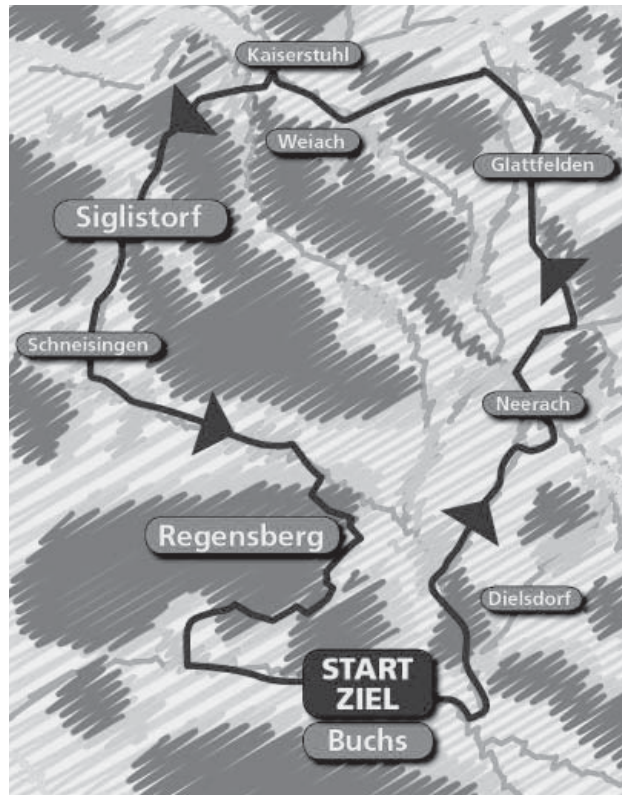 Kaiserstuhl
Weiach
Glattfelden
Siglistorf
Schneisingen
Neerach
Regensberg
Dielsdorf
START
ZIEL
Buchs